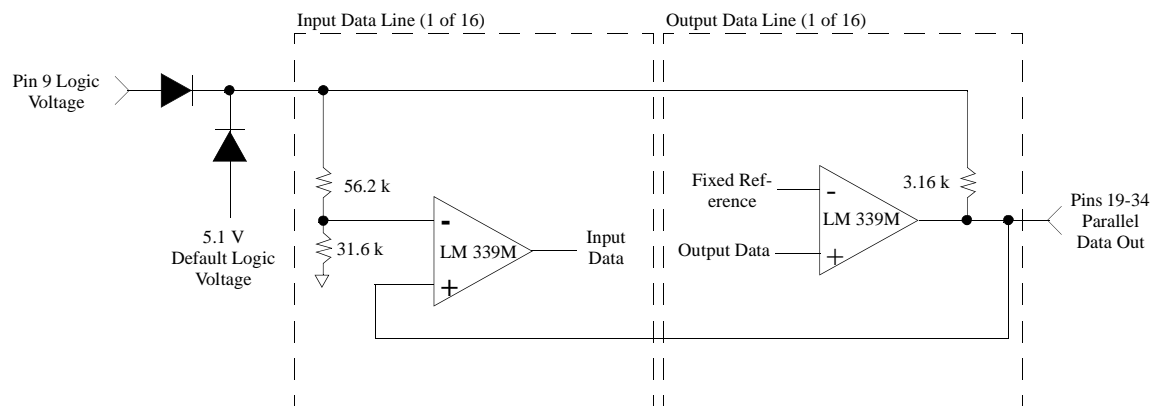 Input Data Line (1 of 16)
Output Data Line (1 of 16)
Pin 9 Logic
Voltage
5.1 V
Default Logic
Voltage
56.2 k
31.6 k
-
LM 339M
+
Input
Data
Fixed Ref-
erence
Output Data
-
LM 339M
+
3.16 k
Pins 19-34
Parallel
Data Out